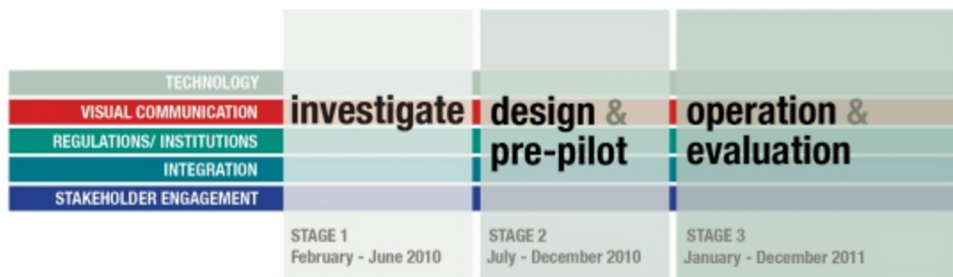 TECHNOLOGY
VISUAL COMMUNICATION
REGULATIONS/ INSTITUTIONS
INTEGRATION
STAKEHOLDER ENGAGEMENT
investigate
STAGE 1
February - June 2010
design &
pre-pilot
STAGE 2
July - December 2010
operation &
evaluation
STAGE 3
January - December 2011